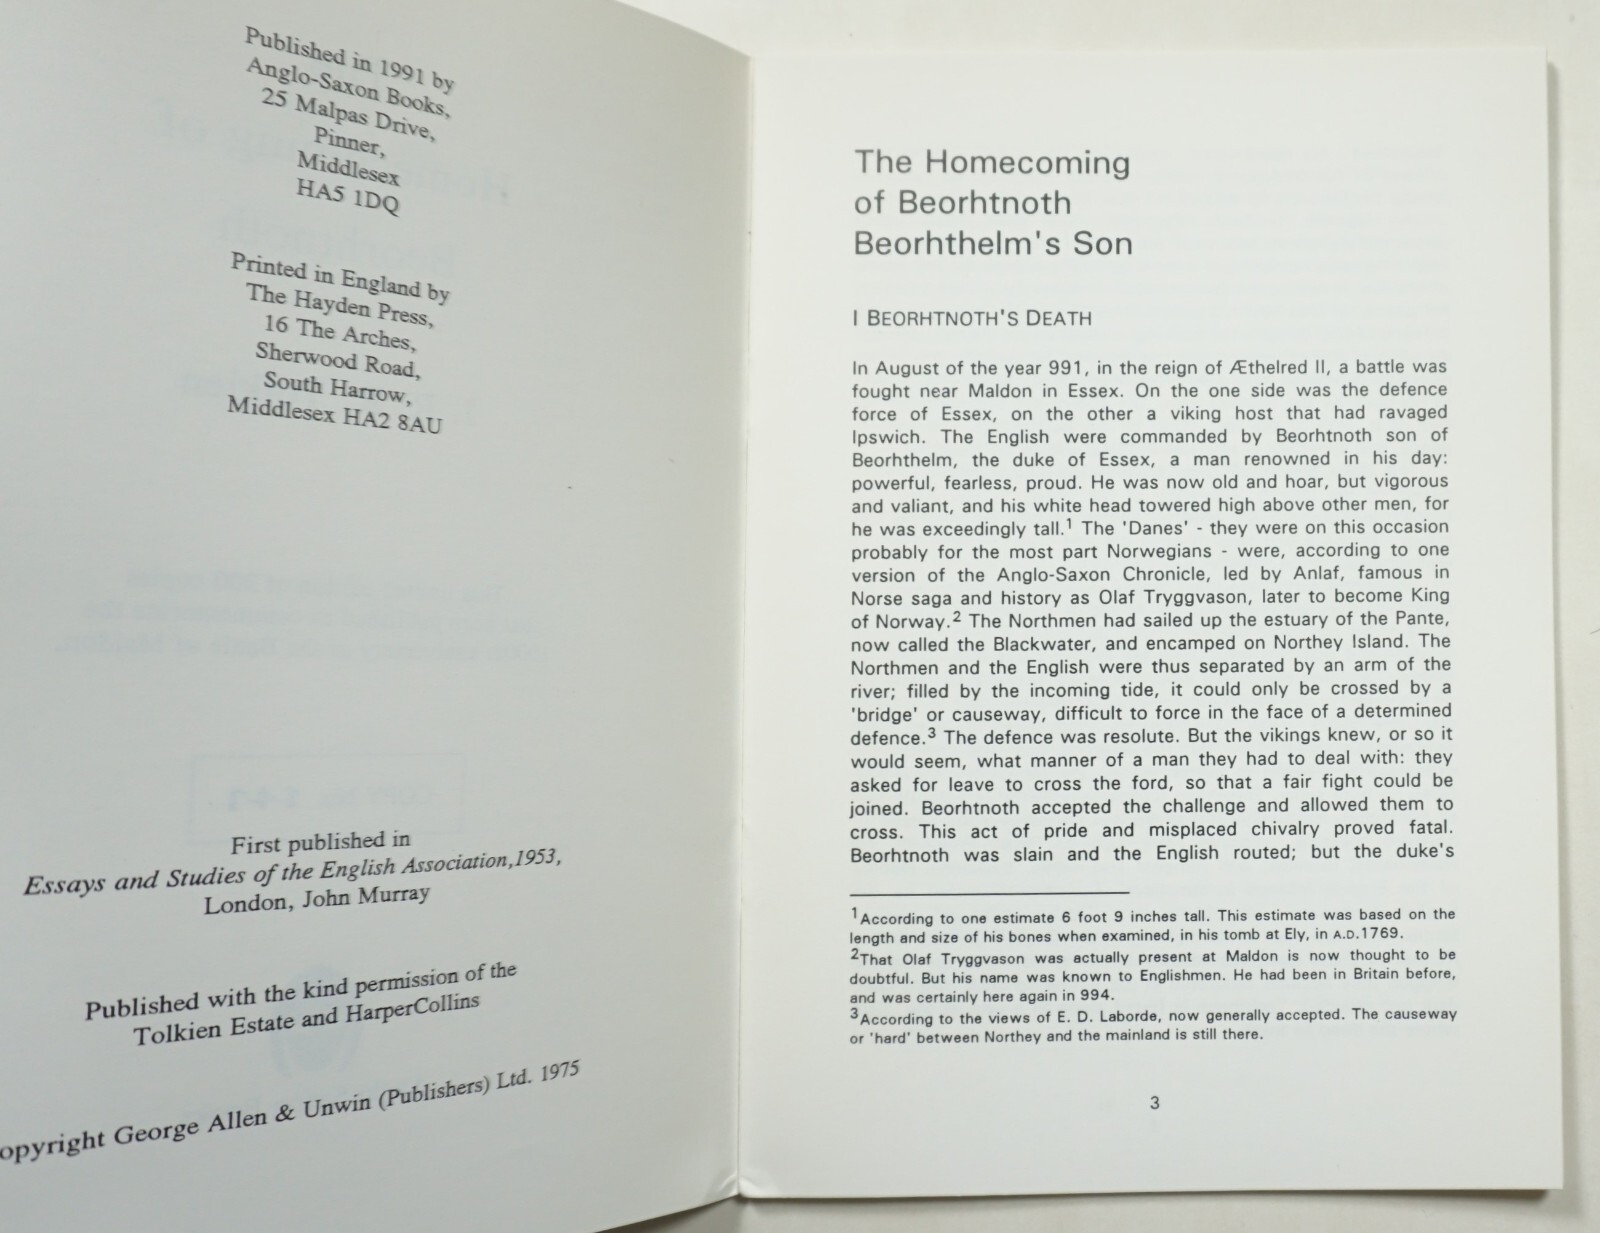 Published in 1991 by
Anglo-Saxon Books,
25 Malpas Drive,
Pinner,
Middlesex
HA5 1DQ
Printed in England by
The Hayden Press,
16 The Arches,
Sherwood Road,
South Harrow,
Middlesex HA2 8AU
First published in
Essays and Studies of the English Association,1953,
London, John Murray
Published with the kind permission of the
Tolkien Estate and HarperCollins
opyright George Allen & Unwin (Publishers) Ltd. 1975
The Homecoming
of Beorhtnoth
Beorhthelm's Son
I BEORHTNOTH'S DEATH
In August of the year 991, in the reign of Æthelred II, a battle was
fought near Maldon in Essex. On the one side was the defence
force of Essex, on the other a viking host that had ravaged
Ipswich. The English were commanded by Beorhtnoth son of
Beorhthelm, the duke of Essex, a man renowned in his day:
powerful, fearless, proud. He was now old and hoar, but vigorous
and valiant, and his white head towered high above other men, for
he was exceedingly tall.1 The 'Danes' - they were on this occasion
probably for the most part Norwegians - were, according to one
version of the Anglo-Saxon Chronicle, led by Anlaf, famous in
Norse saga and history as Olaf Tryggvason, later to become King
of Norway.2 The Northmen had sailed up the estuary of the Pante,
now called the Blackwater, and encamped on Northey Island. The
Northmen and the English were thus separated by an arm of the
river; filled by the incoming tide, it could only be crossed by a
'bridge' or causeway, difficult to force in the face of a determined
defence.3 The defence was resolute. But the vikings knew, or so it
would seem, what manner of a man they had to deal with: they
asked for leave to cross the ford, so that a fair fight could be
joined. Beorhtnoth accepted the challenge and allowed them to
cross. This act of pride and misplaced chivalry proved fatal.
Beorhtnoth was slain and the English routed; but the duke's
1According to one estimate 6 foot 9 inches tall. This estimate was based on the
length and size of his bones when examined, in his tomb at Ely, in A.D.1769.
2That Olaf Tryggvason was actually present at Maldon is now thought to be
doubtful. But his name was known to Englishmen. He had been in Britain before,
and was certainly here again in 994.
3According to the views of E. D. Laborde, now generally accepted. The causeway
or 'hard' between Northey and the mainland is still there.
3